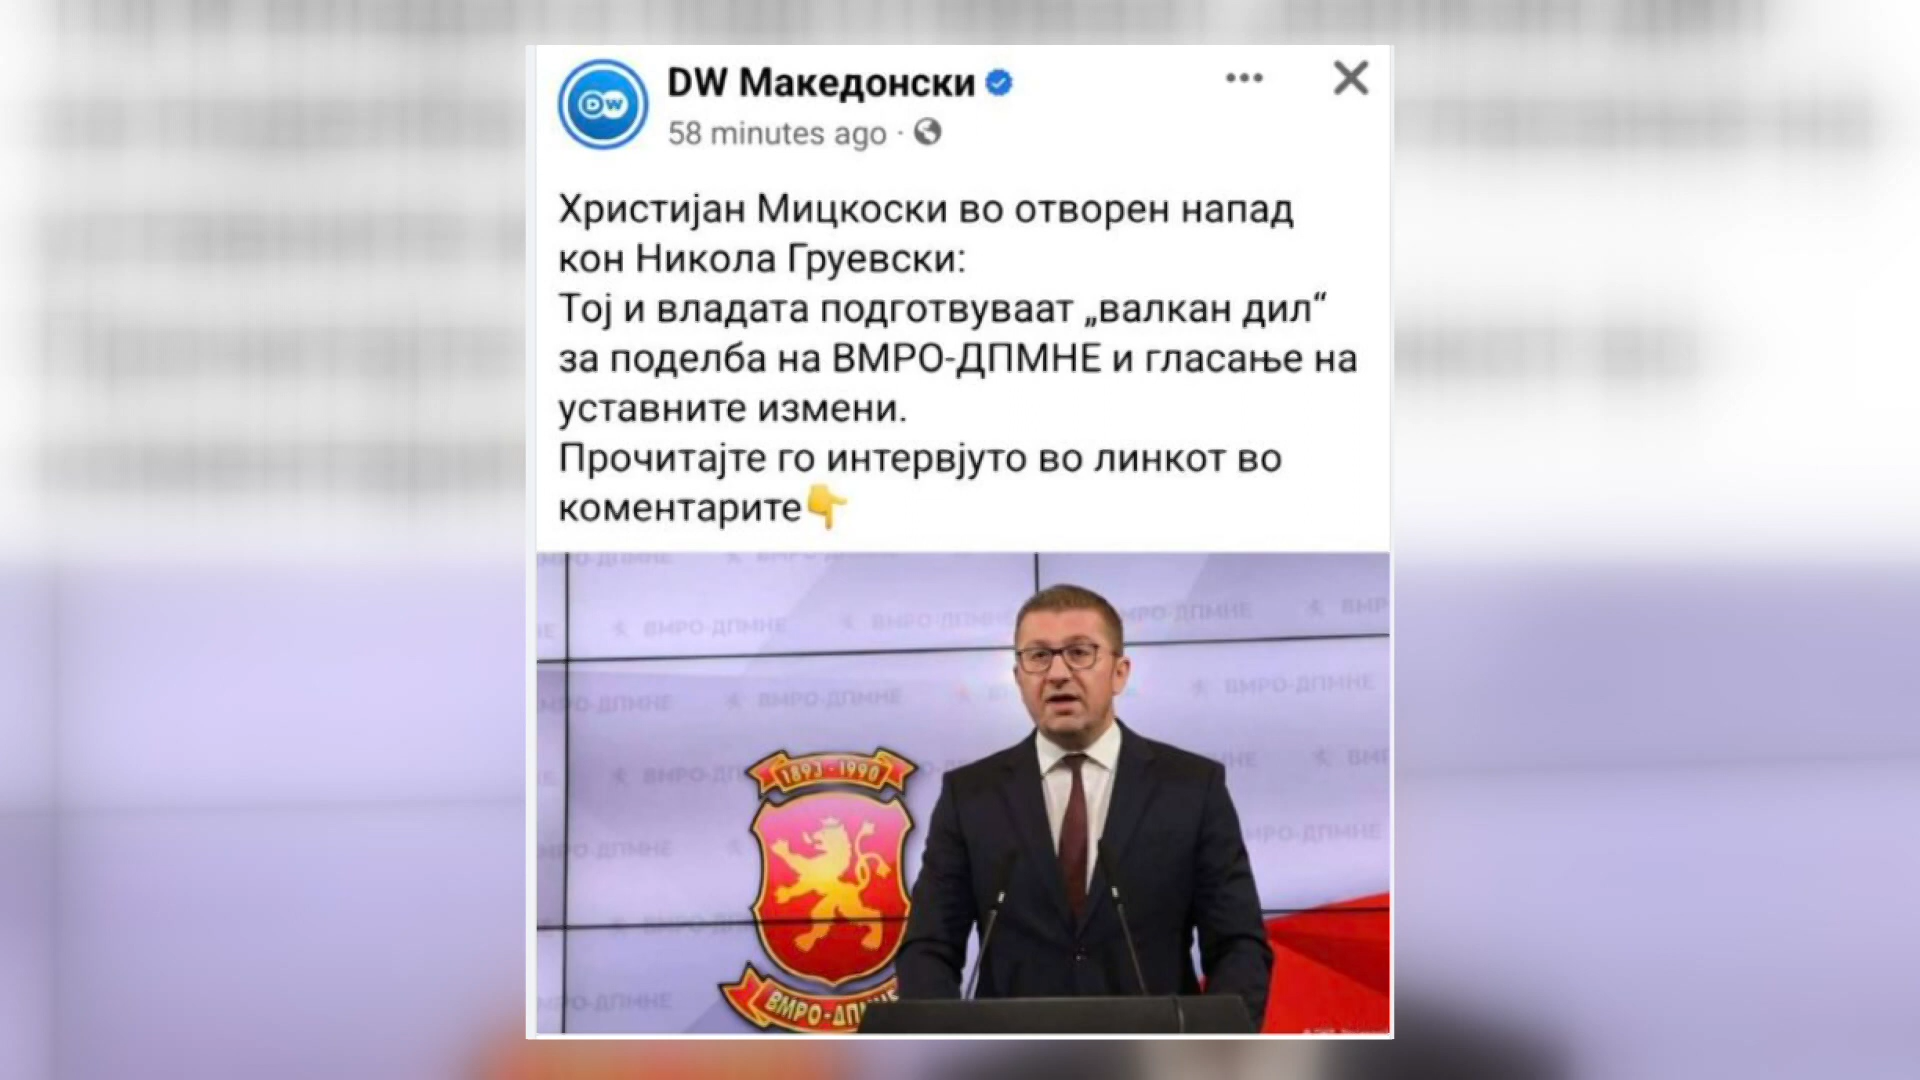 DW Македонски
58 minutes ago ·
Христијан Мицкоски во отворен напад
кон Никола Груевски:
Тој и владата подготвуваат „валкан дил“
за поделба на ВМРО-ДПМНЕ и гласање на
уставните измени.
Прочитајте го интервјуто во линкот во
коментарите👇
ВМРО-ДПМНЕ
1893-1990
ВМРО-ДПМНЕ